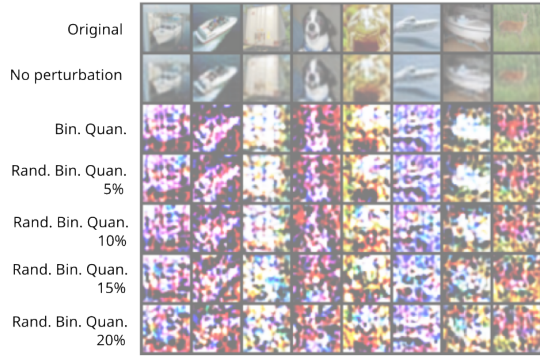 Original
No perturbation
Bin. Quan.
Rand. Bin. Quan.
5%
Rand. Bin. Quan.
10%
Rand. Bin. Quan.
15%
Rand. Bin. Quan.
20%